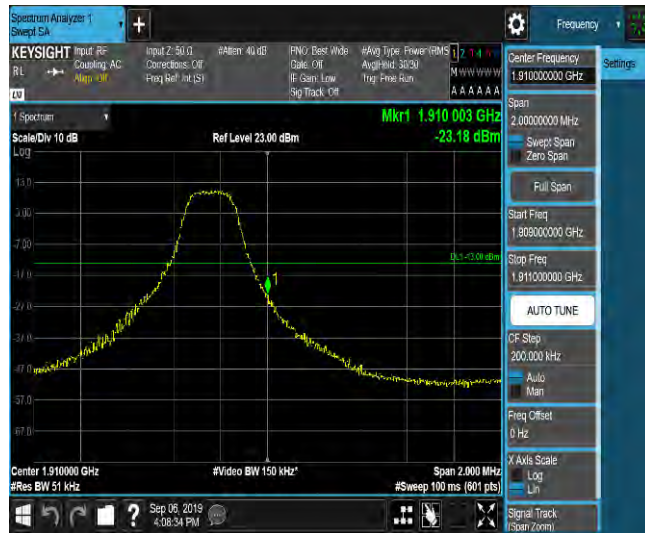 Spectrum Analyzer 1
Swept SA
Frequency
KEYSIGHT
Input: RF
Coupling: AC
Align: Off
Input Z: 50 Ω
Corrections: Off
Freq Ref: Int (S)
#Atten: 40 dB
PNO: Best Wide
Gate: Off
IF Gain: Low
Sig Track: Off
#Avg Type: Power (RMS
Avg|Hold: 30/30
Trig: Free Run
M W W W W W
A A A A A A
RL
LXI
1 Spectrum
Mkr1 1.910 003 GHz
Scale/Div 10 dB
Ref Level 23.00 dBm
-23.18 dBm
Log
13.0
3.00
-7.00
DL1 -13.00 dBm
-17.0
1
-27.0
-37.0
-47.0
-57.0
-67.0
Center 1.910000 GHz
#Video BW 150 kHz*
Span 2.000 MHz
#Res BW 51 kHz
#Sweep 100 ms (601 pts)
Sep 06, 2019
4:08:34 PM
Center Frequency
1.910000000 GHz
Settings
Span
2.00000000 MHz
Swept Span
Zero Span
Full Span
Start Freq
1.909000000 GHz
Stop Freq
1.911000000 GHz
AUTO TUNE
CF Step
200.000 kHz
Auto
Man
Freq Offset
0 Hz
X Axis Scale
Log
Lin
Signal Track
(Span Zoom)